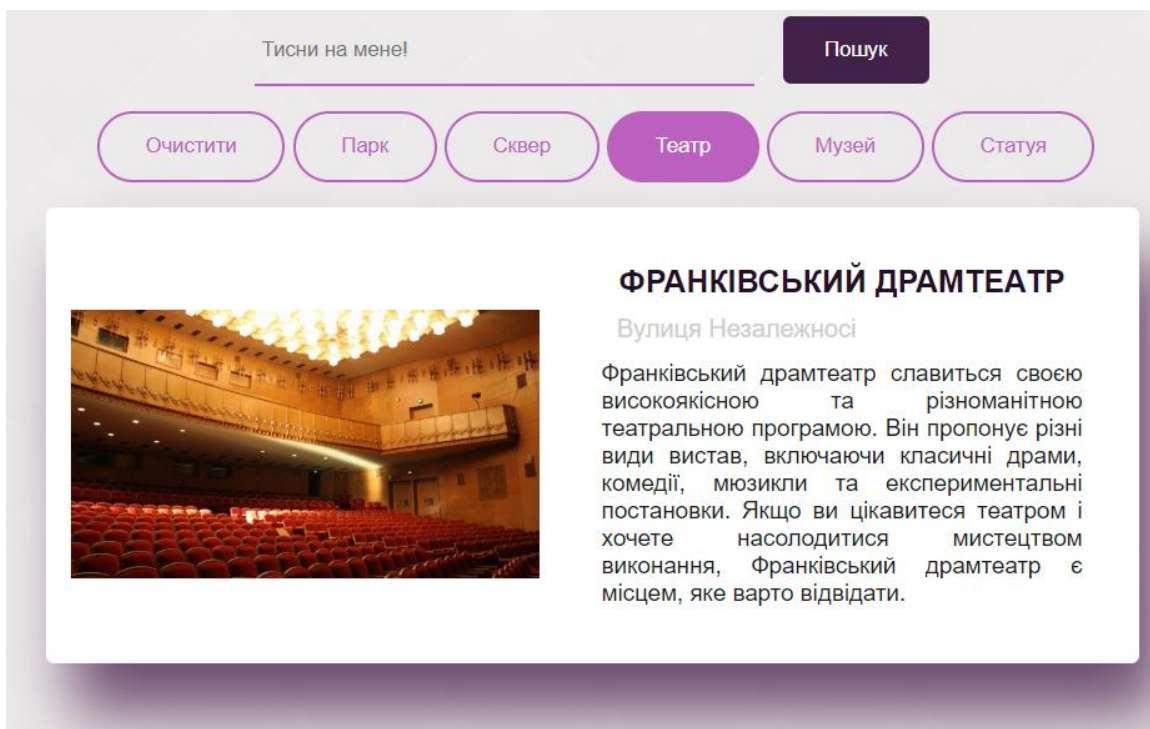 Тисни на мене!
Пошук
Очистити
Парк
Сквер
Театр
Музей
Статуя
ФРАНКІВСЬКИЙ ДРАМТЕАТР
Вулиця Незалежносі
Франківський драмтеатр славиться своєю
високоякісною та різноманітною
театральною програмою. Він пропонує різні
види вистав, включаючи класичні драми,
комедії, мюзикли та експериментальні
постановки. Якщо ви цікавитеся театром і
хочете насолодитися мистецтвом
виконання, Франківський драмтеатр є
місцем, яке варто відвідати.